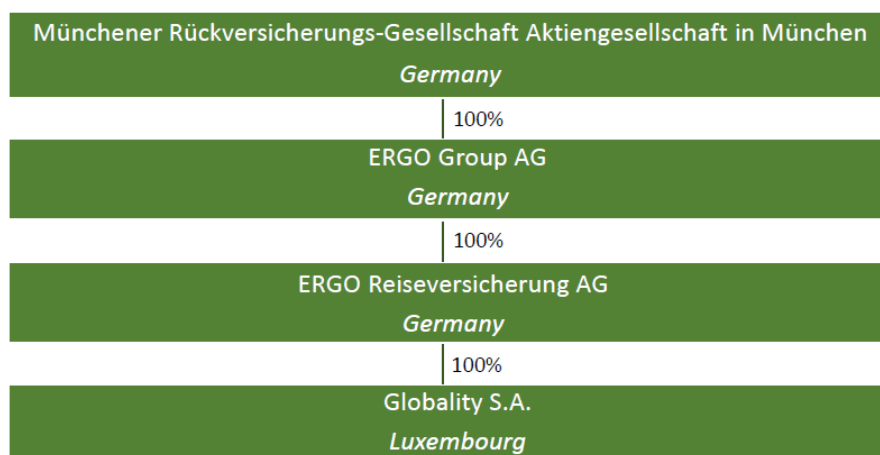 Münchener Rückversicherungs-Gesellschaft Aktiengesellschaft in München
Germany
100%
ERGO Group AG
Germany
100%
ERGO Reiseversicherung AG
Germany
100%
Globality S.A.
Luxembourg